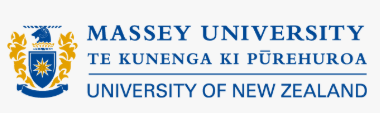 MASSEY UNIVERSITY
TE KUNENGA KI PŪREHUROA
UNIVERSITY OF NEW ZEALAND